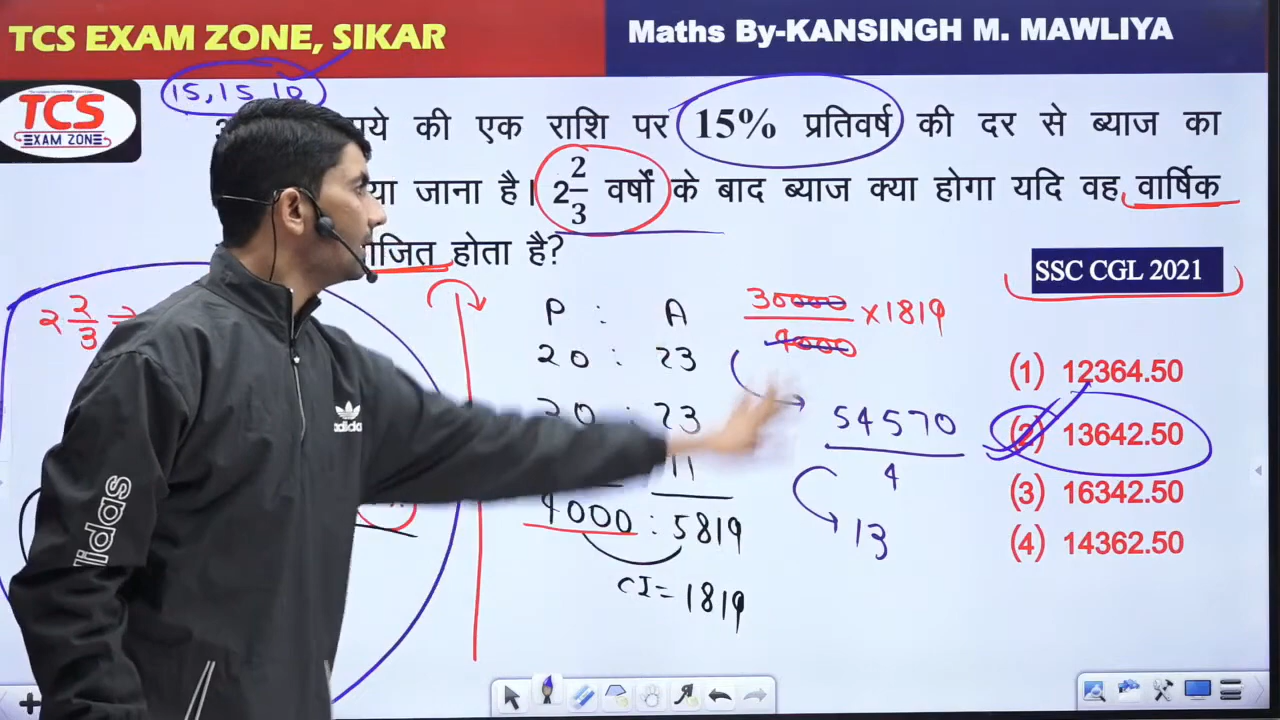 TCS EXAM ZONE, SIKAR
Maths By-KANSINGH M. MAWLIYA
15, 15, 10
TCS
EXAM ZONE
की एक राशि पर 15% प्रतिवर्ष की दर से ब्याज का
जाना है। 2 2/3 वर्षों के बाद ब्याज क्या होगा यदि वह वार्षिक
होता है?
SSC CGL 2021
2 2/3
P : A
20 : 23
20 : 23
11
4000 : 5819
CI = 1819
30000/4000 × 1819
54570/4
13
(1) 12364.50
(2) 13642.50
(3) 16342.50
(4) 14362.50
adidas